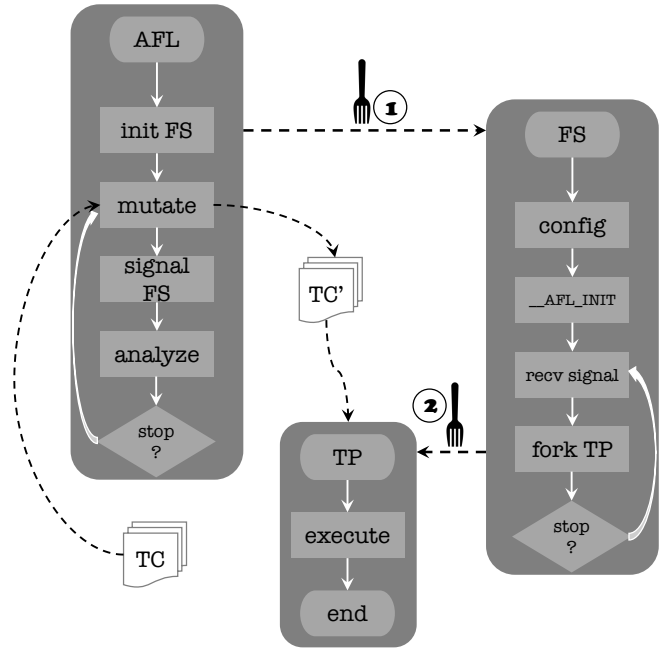 AFL
init FS
mutate
signal
FS
analyze
stop
?
TC
1
TC’
2
TP
execute
end
FS
config
__AFL_INIT
recv signal
fork TP
stop
?